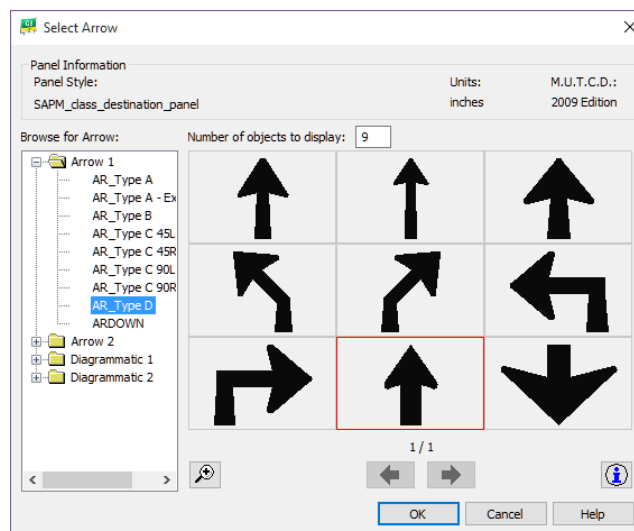 Select Arrow
Panel Information
Panel Style:
Units:
M.U.T.C.D.:
SAPM_class_destination_panel
inches
2009 Edition
Browse for Arrow:
Number of objects to display: 9
Arrow 1
AR_Type A
AR_Type A - Ex
AR_Type B
AR_Type C 45L
AR_Type C 45R
AR_Type C 90L
AR_Type C 90R
AR_Type D
ARDOWN
Arrow 2
Diagrammatic 1
Diagrammatic 2
1 / 1
OK
Cancel
Help